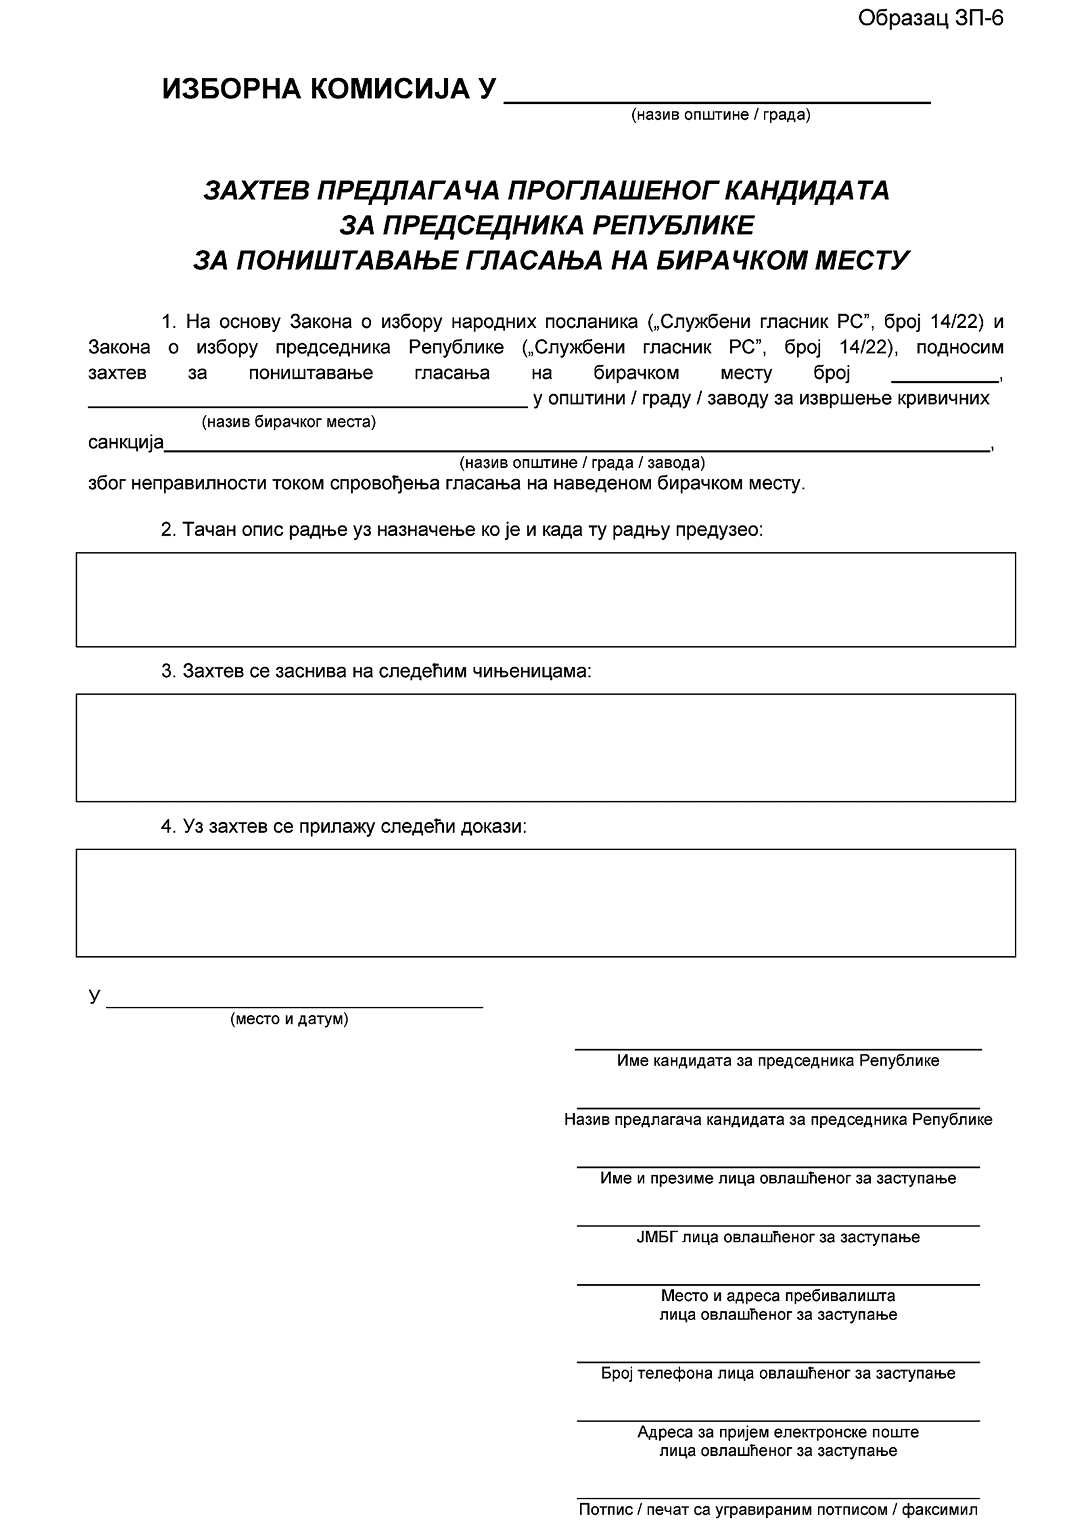 Образац ЗП-6
ИЗБОРНА КОМИСИЈА У
(назив општине / града)
ЗАХТЕВ ПРЕДЛАГАЧА ПРОГЛАШЕНОГ КАНДИДАТА
ЗА ПРЕДСЕДНИКА РЕПУБЛИКЕ
ЗА ПОНИШТАВАЊЕ ГЛАСАЊА НА БИРАЧКОМ МЕСТУ
1. На основу Закона о избору народних посланика („Службени гласник РС”, број 14/22) и
Закона о избору председника Републике („Службени гласник РС”, број 14/22), подносим
захтев за поништавање гласања на бирачком месту број __________,
__________ у општини / граду / заводу за извршење кривичних
(назив бирачког места)
санкција__________,
(назив општине / града / завода)
због неправилности током спровођења гласања на наведеном бирачком месту.
2. Тачан опис радње уз назначење ко је и када ту радњу предузео:
3. Захтев се заснива на следећим чињеницама:
4. Уз захтев се прилажу следећи докази:
У
(место и датум)
Име кандидата за председника Републике
Назив предлагача кандидата за председника Републике
Име и презиме лица овлашћеног за заступање
ЈМБГ лица овлашћеног за заступање
Место и адреса пребивалишта
лица овлашћеног за заступање
Број телефона лица овлашћеног за заступање
Адреса за пријем електронске поште
лица овлашћеног за заступање
Потпис / печат са угравираним потписом / факсимил